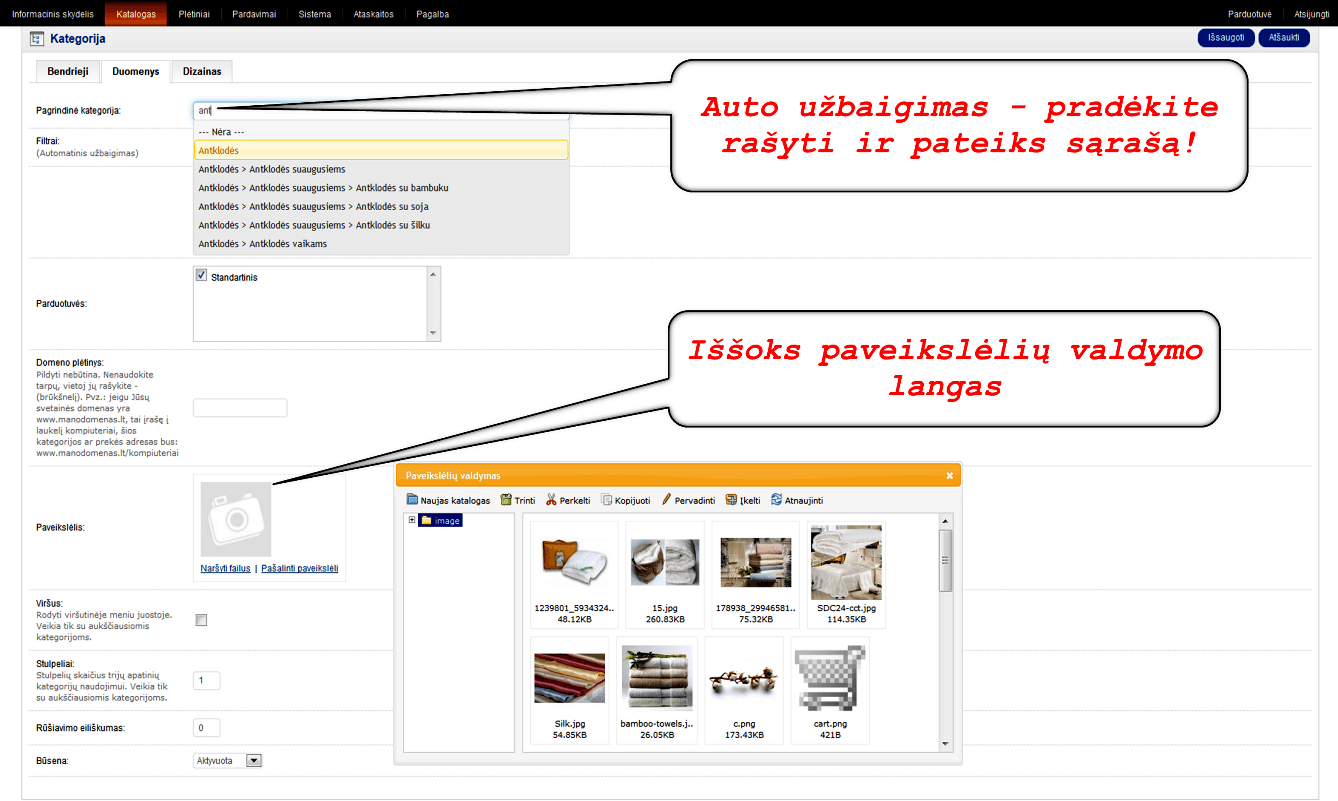 Informacinis skydelis Katalogas Plėtiniai Pardavimai Sistema Ataskaitos Pagalba Parduotuvė Atsijungti
Kategorija Išsaugoti Atšaukti
Bendrieji Duomenys Dizainas
Pagrindinė kategorija: ant
Auto užbaigimas - pradėkite
rašyti ir pateiks sąrašą!
Filtrai:
(Automatinis užbaigimas)
--- Nėra ---
Antklodės
Antklodės > Antklodės suaugusiems
Antklodės > Antklodės suaugusiems > Antklodės su bambuku
Antklodės > Antklodės suaugusiems > Antklodės su soja
Antklodės > Antklodės suaugusiems > Antklodės su šilku
Antklodės > Antklodės vaikams
Parduotuvės: Standartinis
Iššoks paveikslėlių valdymo
langas
Domeno plėtinys:
Pildyti nebūtina. Nenaudokite
tarpų, vietoj jų rašykite -
(brūkšnelį). Pvz.: jeigu Jūsų
svetainės domenas yra
www.manodomenas.lt, tai įrašę į
laukelį kompiuteriai, šios
kategorijos ar prekės adresas bus:
www.manodomenas.lt/kompiuteriai
Paveikslėlis:
Naršyti failus | Pašalinti paveikslėlį
Paveikslėlių valdymas
Naujas katalogas Trinti Perkelti Kopijuoti Pervadinti Įkelti Atnaujinti
image
1239801_5934324.. 15.jpg 178938_29946581.. SDC24-cct.jpg
48.12KB 260.83KB 75.32KB 114.35KB
Silk.jpg bamboo-towels.j.. c.png cart.png
54.85KB 26.05KB 173.43KB 421B
Viršus:
Rodyti viršutinėje meniu juostoje.
Veikia tik su aukščiausiomis
kategorijoms.
Stulpeliai:
Stulpelių skaičius trijų apatinių
kategorijų naudojimui. Veikia tik
su aukščiausiomis kategorijoms.
1
Rūšiavimo eiliškumas: 0
Būsena: Aktyvuota